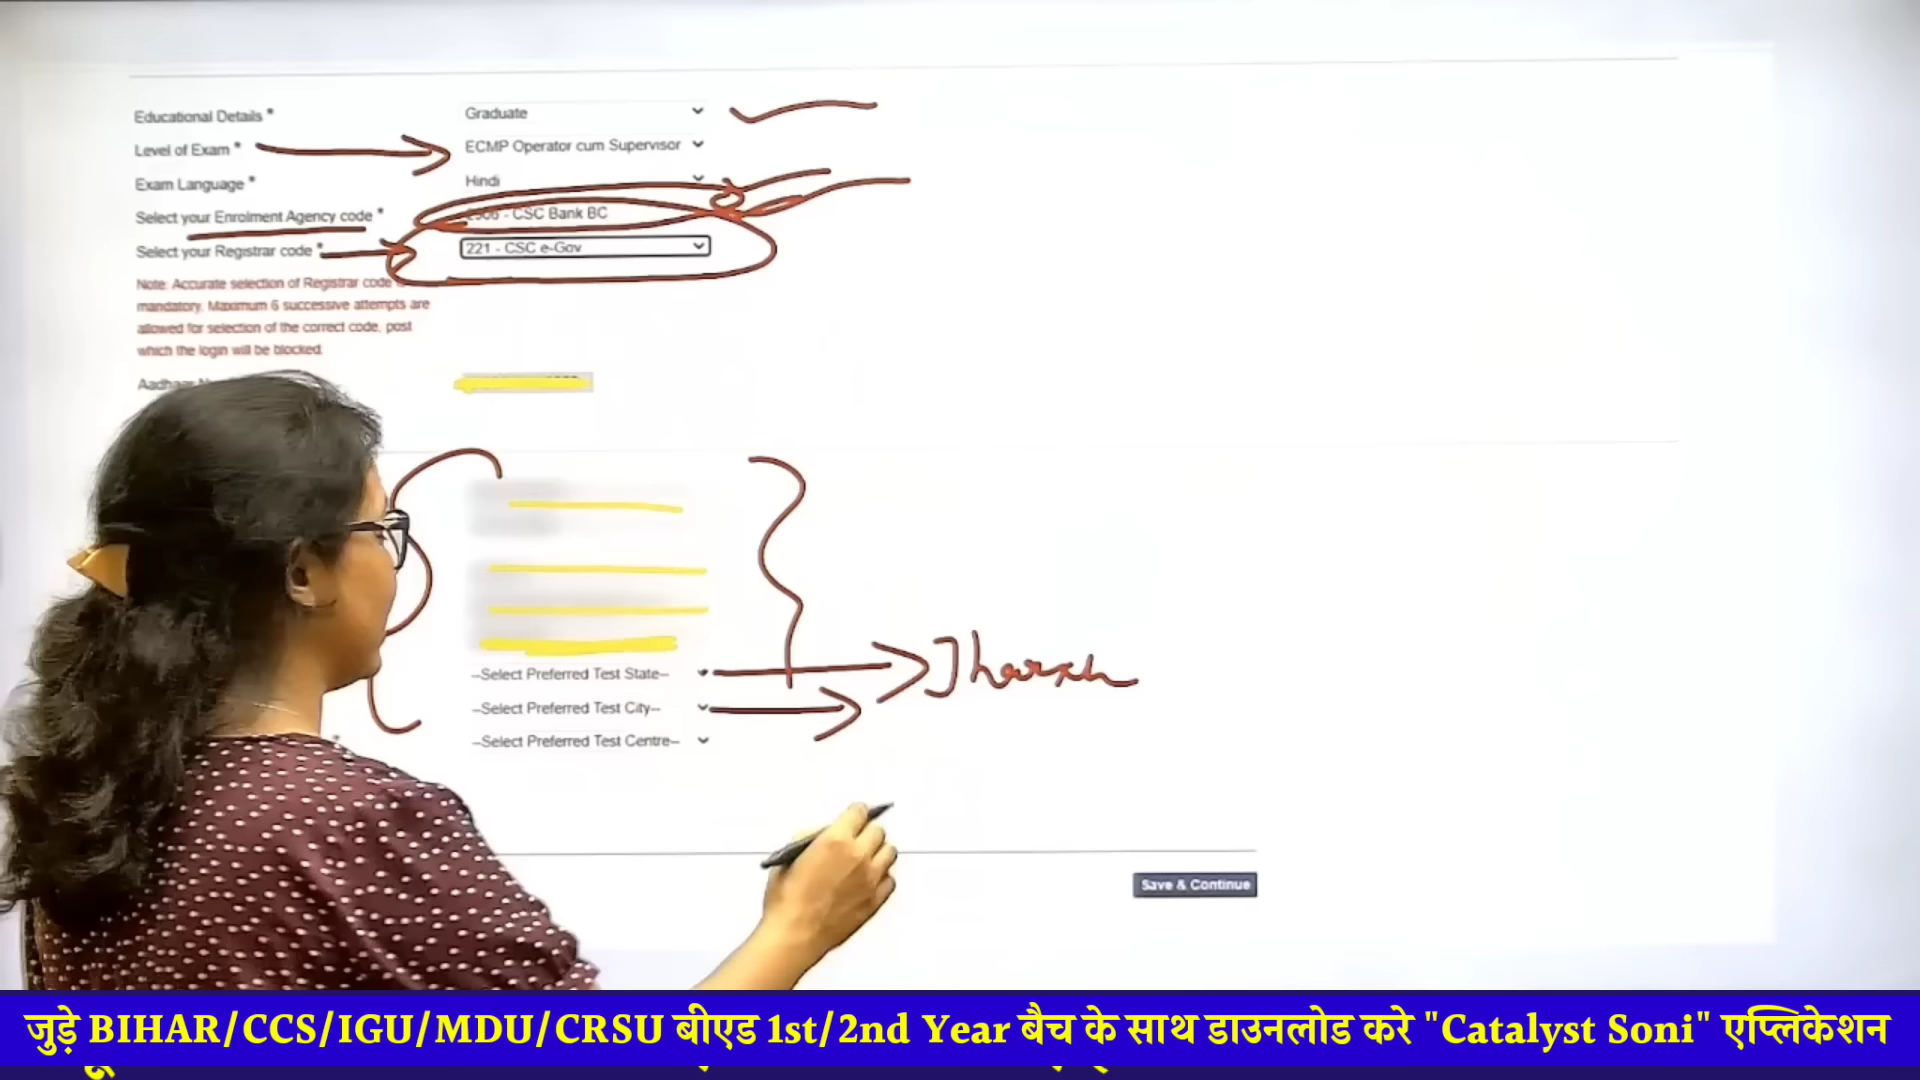 Educational Details * Graduate
Level of Exam * ECMP Operator cum Supervisor
Exam Language * Hindi
Select your Enrolment Agency code * - CSC Bank BC
Select your Registrar code * 221 - CSC e-Gov
Note: Accurate selection of Registrar code
mandatory. Maximum 6 successive attempts are
allowed for selection of the correct code, post
which the login will be blocked
--Select Preferred Test State--
--Select Preferred Test City--
--Select Preferred Test Centre--
Save & Continue
जुड़े BIHAR/CCS/IGU/MDU/CRSU बीएड 1st/2nd Year बैच के साथ डाउनलोड करे "Catalyst Soni" एप्लिकेशन